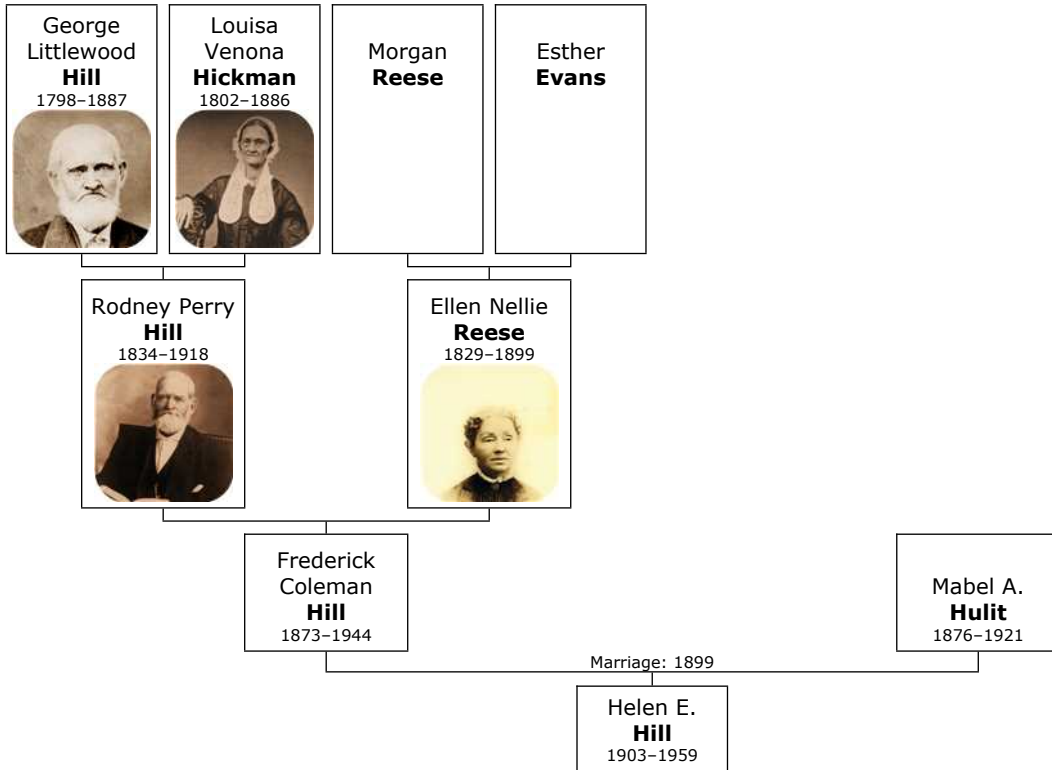 George
Littlewood
Hill
1798–1887
Louisa
Venona
Hickman
1802–1886
Morgan
Reese
Esther
Evans
Rodney Perry
Hill
1834–1918
Ellen Nellie
Reese
1829–1899
Frederick
Coleman
Hill
1873–1944
Mabel A.
Hulit
1876–1921
Marriage: 1899
Helen E.
Hill
1903–1959